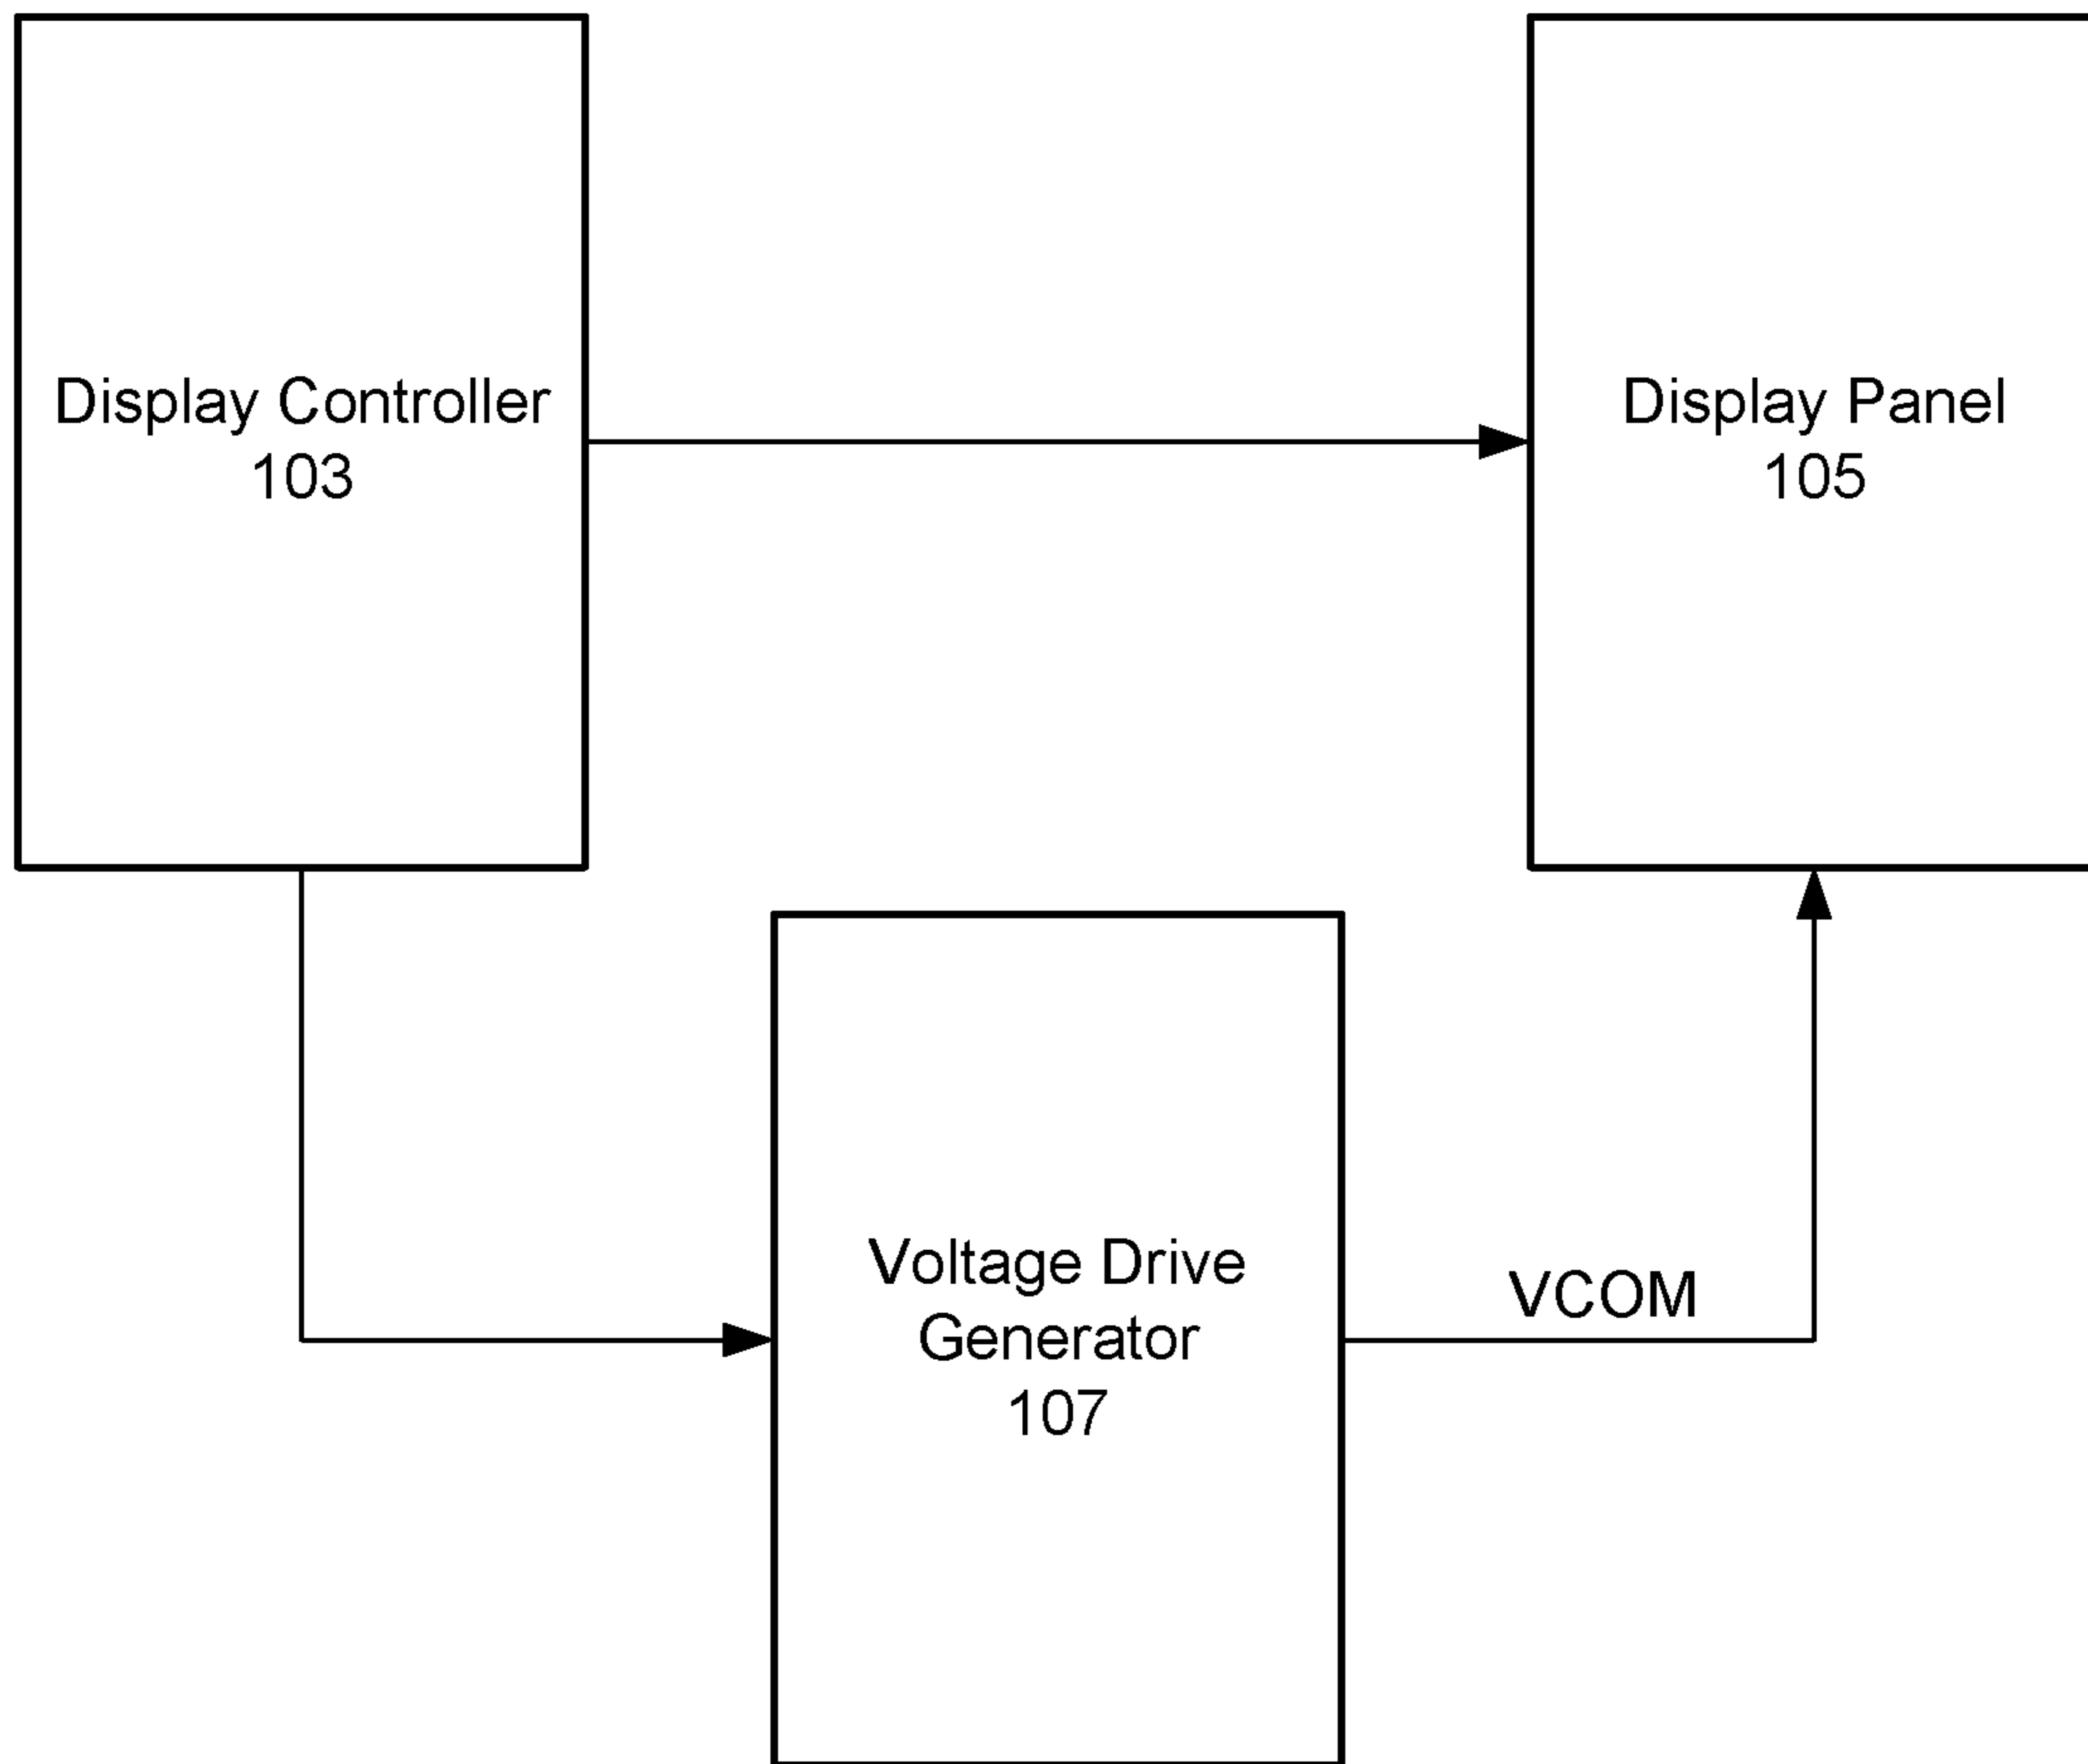 Display Controller
103
Display Panel
105
Voltage Drive
Generator
107
VCOM